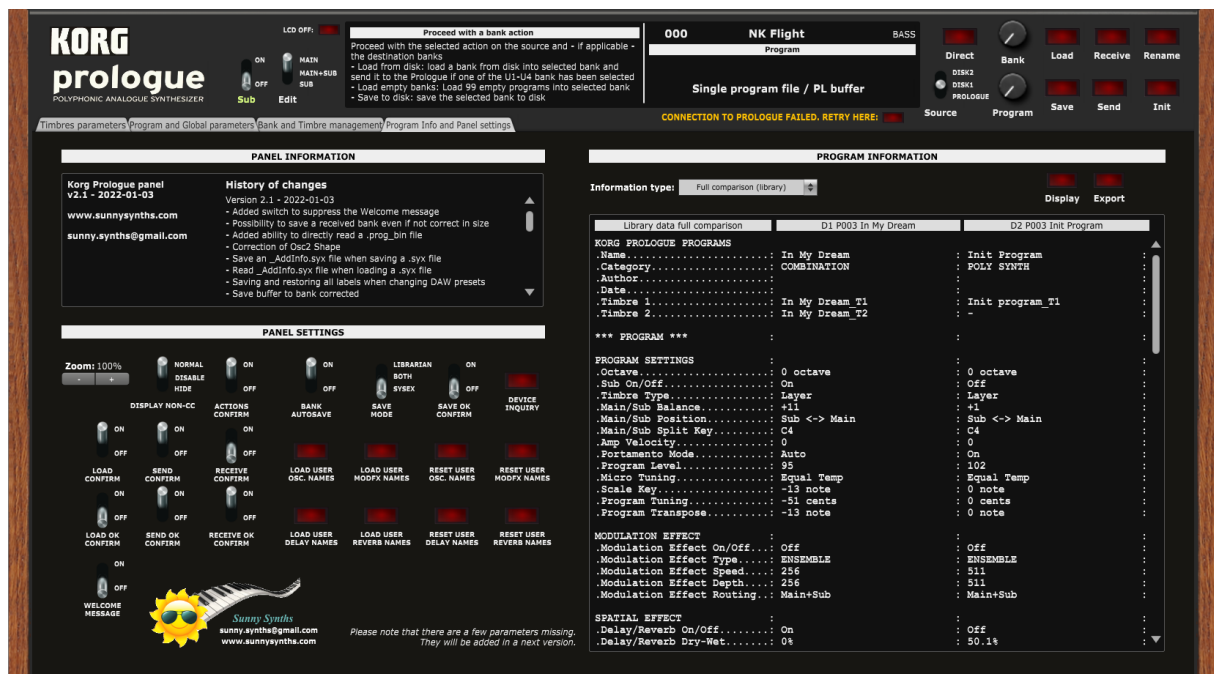 KORG
prologue
POLYPHONIC ANALOGUE SYNTHESIZER
LCD OFF:
ON
OFF
Sub
MAIN
MAIN+SUB
SUB
Edit
Proceed with a bank action
Proceed with the selected action on the source and - if applicable -
the destination banks
- Load from disk: load a bank from disk into selected bank and
send it to the Prologue if one of the U1-U4 bank has been selected
- Load empty banks: Load 99 empty programs into selected bank
- Save to disk: save the selected bank to disk
000 NK Flight BASS
Program
Single program file / PL buffer
CONNECTION TO PROLOGUE FAILED. RETRY HERE:
Direct
DISK2
DISK1
PROLOGUE
Source
Bank
Program
Load
Receive
Rename
Save
Send
Init
Timbres parameters
Program and Global parameters
Bank and Timbre management
Program Info and Panel settings
PANEL INFORMATION
Korg Prologue panel
v2.1 - 2022-01-03
www.sunnysynths.com
sunny.synths@gmail.com
History of changes
Version 2.1 - 2022-01-03
- Added switch to suppress the Welcome message
- Possibility to save a received bank even if not correct in size
- Added ability to directly read a .prog_bin file
- Correction of Osc2 Shape
- Save an _AddInfo.syx file when saving a .syx file
- Read _AddInfo.syx file when loading a .syx file
- Saving and restoring all labels when changing DAW presets
- Save buffer to bank corrected
PANEL SETTINGS
Zoom: 100%
- +
NORMAL
DISABLE
HIDE
DISPLAY NON-CC
ON
OFF
ACTIONS
CONFIRM
ON
OFF
BANK
AUTOSAVE
LIBRARIAN
BOTH
SYSEX
SAVE
MODE
ON
OFF
SAVE OK
CONFIRM
DEVICE
INQUIRY
ON
OFF
LOAD
CONFIRM
ON
OFF
SEND
CONFIRM
ON
OFF
RECEIVE
CONFIRM
LOAD USER
OSC. NAMES
LOAD USER
MODFX NAMES
RESET USER
OSC. NAMES
RESET USER
MODFX NAMES
ON
OFF
LOAD OK
CONFIRM
ON
OFF
SEND OK
CONFIRM
ON
OFF
RECEIVE OK
CONFIRM
LOAD USER
DELAY NAMES
LOAD USER
REVERB NAMES
RESET USER
DELAY NAMES
RESET USER
REVERB NAMES
ON
OFF
WELCOME
MESSAGE
Sunny Synths
sunny.synths@gmail.com
www.sunnysynths.com
Please note that there are a few parameters missing.
They will be added in a next version.
PROGRAM INFORMATION
Information type: Full comparison (library)
Display
Export
Library data full comparison D1 P003 In My Dream D2 P003 Init Program
KORG PROLOGUE PROGRAMS
.Name......................: In My Dream : Init Program :
.Category..................: COMBINATION : POLY SYNTH :
.Author....................: : :
.Date......................: : :
.Timbre 1..................: In My Dream_T1 : Init program_T1 :
.Timbre 2..................: In My Dream_T2 : - :
*** PROGRAM *** : : :
PROGRAM SETTINGS : : :
.Octave....................: 0 octave : 0 octave :
.Sub On/Off................: On : Off :
.Timbre Type...............: Layer : Layer :
.Main/Sub Balance..........: +11 : +1 :
.Main/Sub Position.........: Sub <-> Main : Sub <-> Main :
.Main/Sub Split Key........: C4 : C4 :
.Amp Velocity..............: 0 : 0 :
.Portamento Mode...........: Auto : On :
.Program Level.............: 95 : 102 :
.Micro Tuning..............: Equal Temp : Equal Temp :
.Scale Key.................: -13 note : 0 note :
.Program Tuning............: -51 cents : 0 cents :
.Program Transpose.........: -13 note : 0 note :
MODULATION EFFECT : : :
.Modulation Effect On/Off...: Off : Off :
.Modulation Effect Type.....: ENSEMBLE : ENSEMBLE :
.Modulation Effect Speed....: 256 : 511 :
.Modulation Effect Depth....: 256 : 511 :
.Modulation Effect Routing..: Main+Sub : Main+Sub :
SPATIAL EFFECT : : :
.Delay/Reverb On/Off........: On : Off :
.Delay/Reverb Dry-Wet.......: 0% : 50.1% :